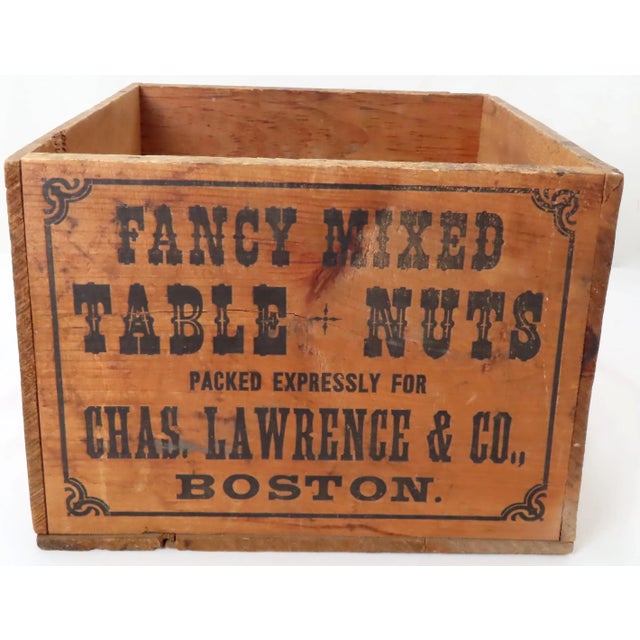 FANCY MIXED
TABLE NUTS
PACKED EXPRESSLY FOR
CHAS. LAWRENCE & CO.,
BOSTON.